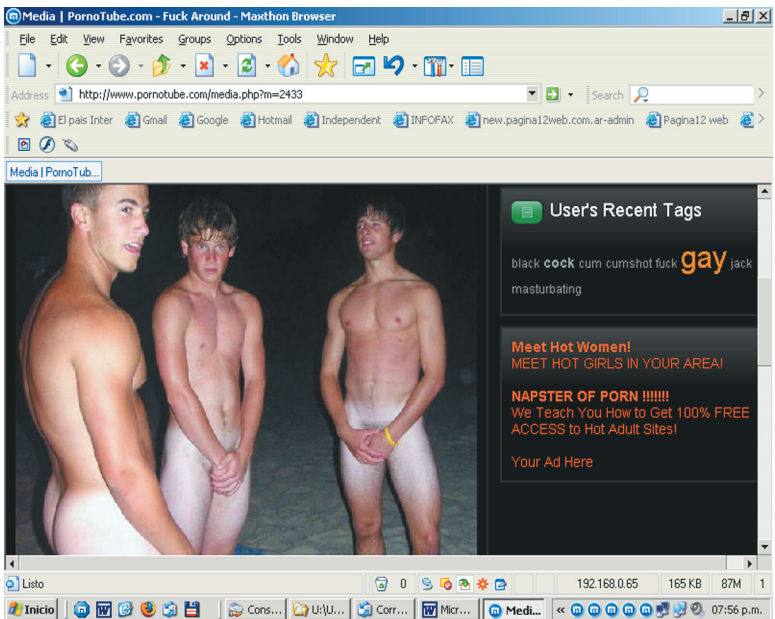 Media | PornoTube.com - Fuck Around - Maxthon Browser
File Edit View Favorites Groups Options Tools Window Help
Address http://www.pornotube.com/media.php?m=2433 Search
El pais Inter Gmail Google Hotmail Independent INFOFAX new.pagina12web.com.ar-admin Pagina12 web
Media | PornoTub...
User's Recent Tags
black cock cum cumshot fuck gay jack
masturbating
Meet Hot Women!
MEET HOT GIRLS IN YOUR AREA!
NAPSTER OF PORN !!!!!!!
We Teach You How to Get 100% FREE
ACCESS to Hot Adult Sites!
Your Ad Here
Listo 0 192.168.0.65 165 KB 87M 1
Inicio Cons... U:\U... Corr... Micr... Medi... « 07:56 p.m.